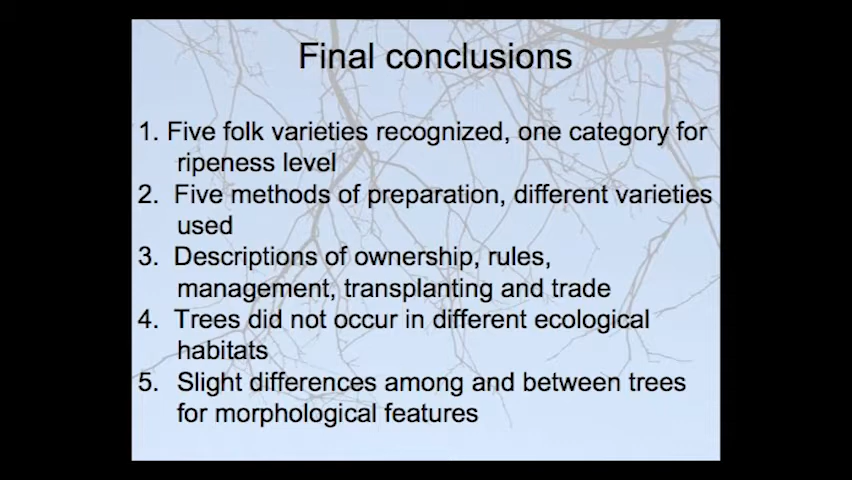 Final conclusions
1. Five folk varieties recognized, one category for
ripeness level
2. Five methods of preparation, different varieties
used
3. Descriptions of ownership, rules,
management, transplanting and trade
4. Trees did not occur in different ecological
habitats
5. Slight differences among and between trees
for morphological features